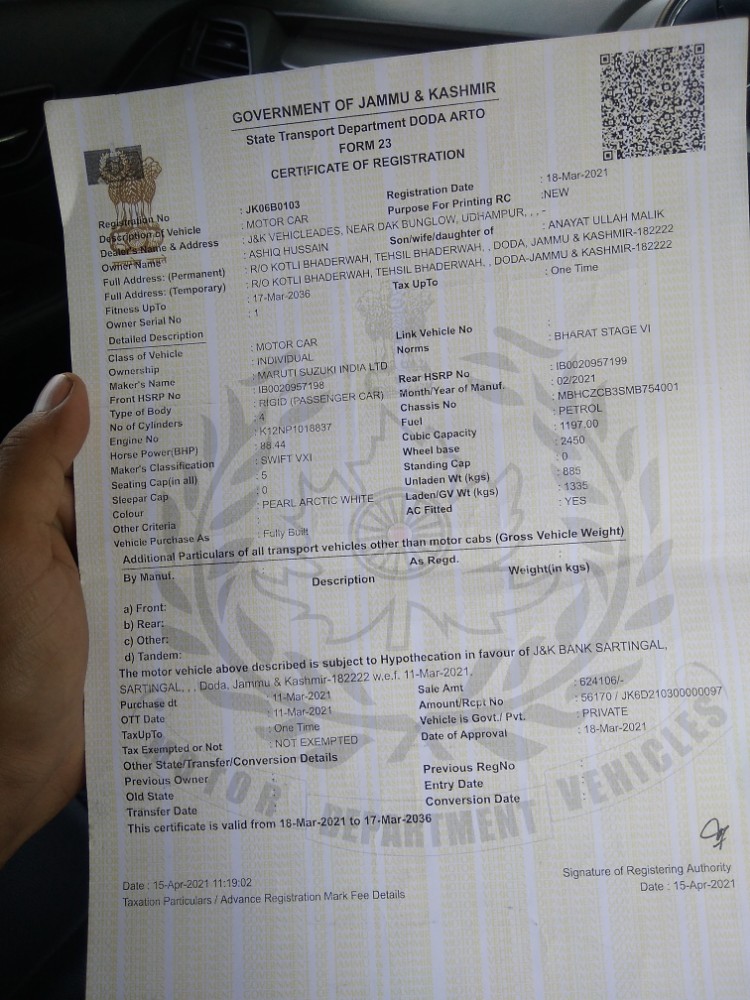 GOVERNMENT OF JAMMU & KASHMIR
State Transport Department DODA ARTO
FORM 23
CERTIFICATE OF REGISTRATION
Registration No : JK06B0103 Registration Date : 18-Mar-2021
Description of Vehicle : MOTOR CAR Purpose For Printing RC :NEW
Dealer's Name & Address : J&K VEHICLEADES, NEAR DAK BUNGLOW, UDHAMPUR, , , -
Owner Name : ASHIQ HUSSAIN Son/wife/daughter of : ANAYAT ULLAH MALIK
Full Address: (Permanent) : R/O KOTLI BHADERWAH, TEHSIL BHADERWAH, , DODA, JAMMU & KASHMIR-182222
Full Address: (Temporary) : R/O KOTLI BHADERWAH, TEHSIL BHADERWAH, , DODA-JAMMU & KASHMIR-182222
Fitness UpTo : 17-Mar-2036 Tax UpTo : One Time
Owner Serial No : 1
Detailed Description
Class of Vehicle : MOTOR CAR Link Vehicle No :
Ownership : INDIVIDUAL Norms : BHARAT STAGE VI
Maker's Name : MARUTI SUZUKI INDIA LTD
Front HSRP No : IB0020957198 Rear HSRP No : IB0020957199
Type of Body : RIGID (PASSENGER CAR) Month/Year of Manuf. : 02/2021
No of Cylinders : 4 Chassis No : MBHCZCB3SMB754001
Engine No : K12NP1018837 Fuel : PETROL
Horse Power(BHP) : 88.44 Cubic Capacity : 1197.00
Maker's Classification : SWIFT VXI Wheel base : 2450
Seating Cap(in all) : 5 Standing Cap : 0
Sleepar Cap : 0 Unladen Wt (kgs) : 885
Colour : PEARL ARCTIC WHITE Laden/GV Wt (kgs) : 1335
Other Criteria : AC Fitted : YES
Vehicle Purchase As : Fully Built
Additional Particulars of all transport vehicles other than motor cabs (Gross Vehicle Weight)
By Manul. : As Regd. :
Description Weight(in kgs)
a) Front:
b) Rear:
c) Other:
d) Tandem:
The motor vehicle above described is subject to Hypothecation in favour of J&K BANK SARTINGAL,
SARTINGAL, , , Doda, Jammu & Kashmir-182222 w.e.f. 11-Mar-2021.
Purchase dt : 11-Mar-2021 Sale Amt : 624106/-
OTT Date : 11-Mar-2021 Amount/Rcpt No : 56170 / JK6D210300000097
TaxUpTo : One Time Vehicle is Govt./ Pvt. : PRIVATE
Tax Exempted or Not : NOT EXEMPTED Date of Approval : 18-Mar-2021
Other State/Transfer/Conversion Details
Previous Owner : Previous RegNo :
Old State : Entry Date :
Transfer Date : Conversion Date :
This certificate is valid from 18-Mar-2021 to 17-Mar-2036
MOTOR VEHICLES DEPARTMENT
Signature of Registering Authority
Date : 15-Apr-2021 11:19:02 Date : 15-Apr-2021
Taxation Particulars / Advance Registration Mark Fee Details